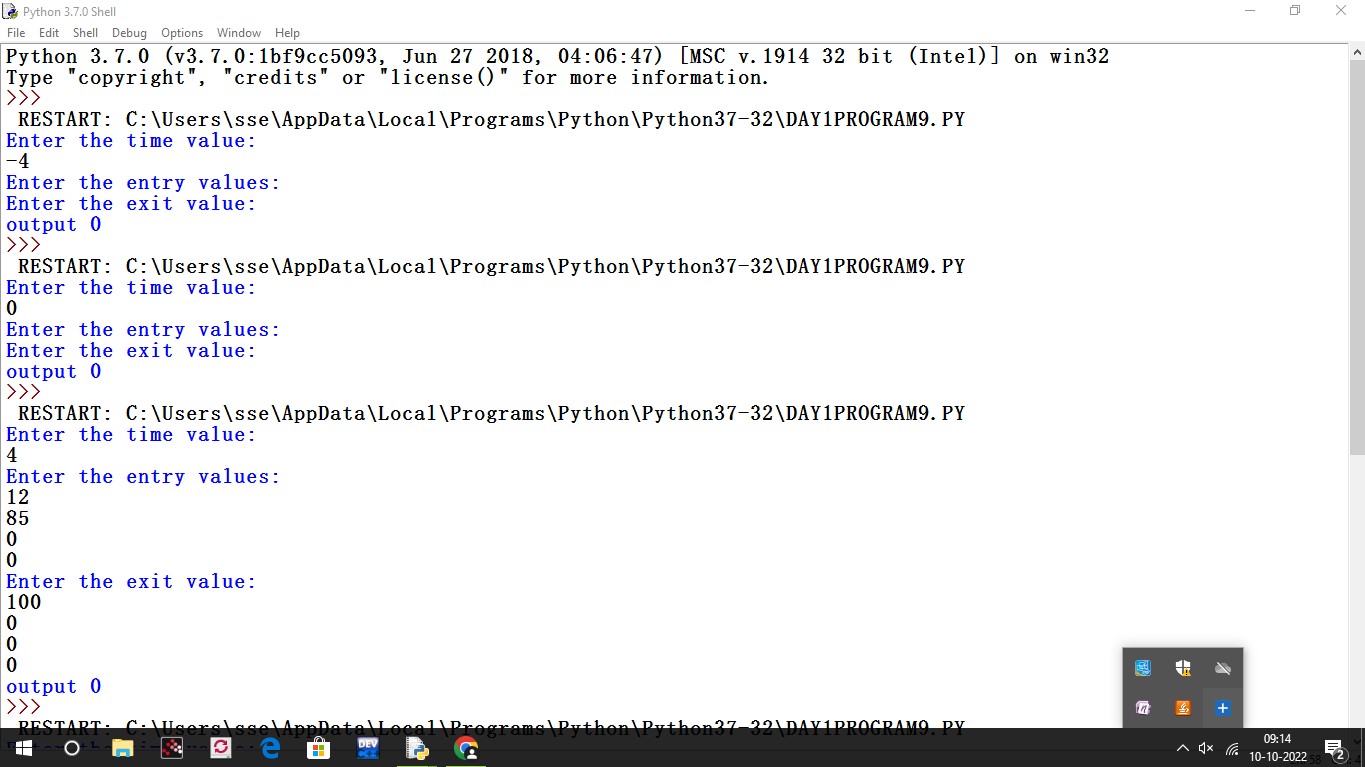 Python 3.7.0 Shell
File Edit Shell Debug Options Window Help
Python 3.7.0 (v3.7.0:1bf9cc5093, Jun 27 2018, 04:06:47) [MSC v.1914 32 bit (Intel)] on win32
Type "copyright", "credits" or "license()" for more information.
>>>
RESTART: C:\Users\sse\AppData\Local\Programs\Python\Python37-32\DAY1PROGRAM9.PY
Enter the time value:
-4
Enter the entry values:
Enter the exit value:
output 0
>>>
RESTART: C:\Users\sse\AppData\Local\Programs\Python\Python37-32\DAY1PROGRAM9.PY
Enter the time value:
0
Enter the entry values:
Enter the exit value:
output 0
>>>
RESTART: C:\Users\sse\AppData\Local\Programs\Python\Python37-32\DAY1PROGRAM9.PY
Enter the time value:
4
Enter the entry values:
12
85
0
0
Enter the exit value:
100
0
0
0
output 0
>>>
RESTART: C:\Users\sse\AppData\Local\Programs\Python\Python37-32\DAY1PROGRAM9.PY
DEV
09:14
10-10-2022
2